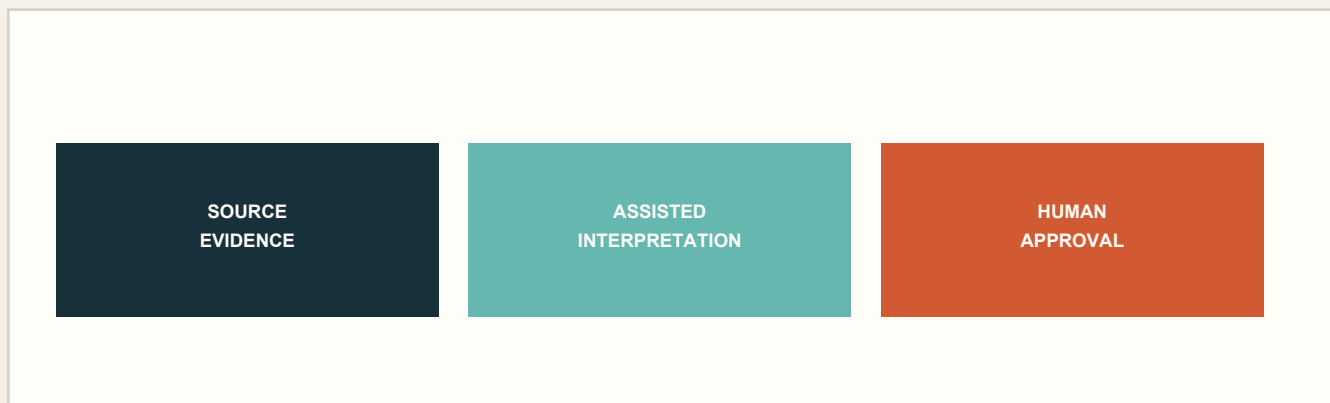 SOURCE
EVIDENCE
ASSISTED
INTERPRETATION
HUMAN
APPROVAL